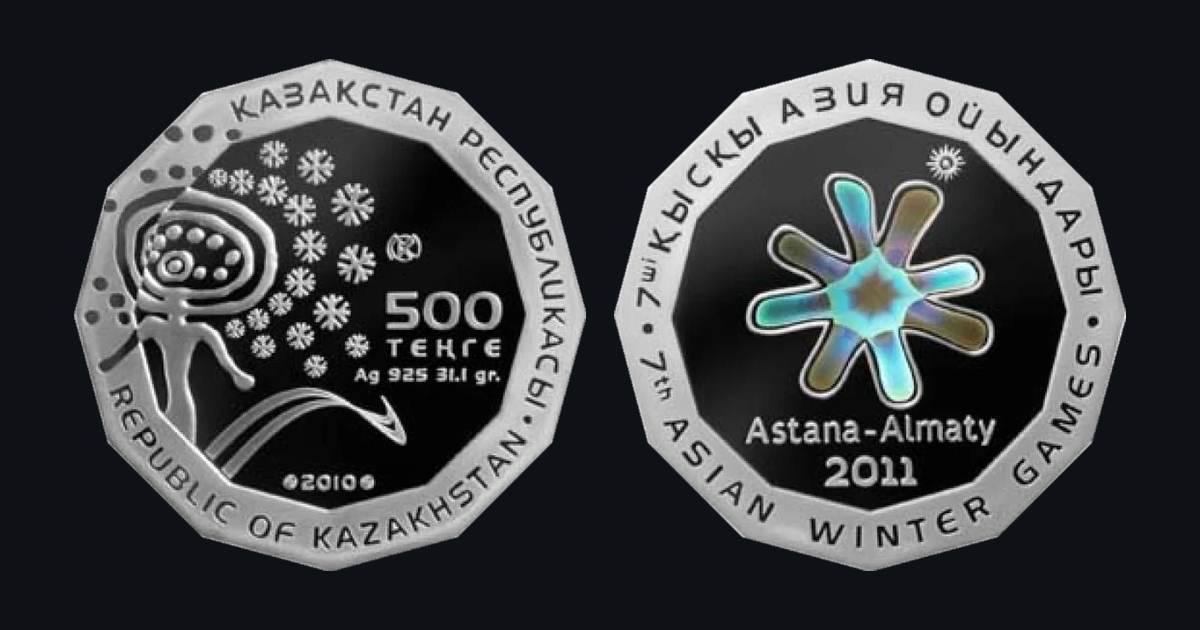 ҚАЗАҚСТАН РЕСПУБЛИКАСЫ •
REPUBLIC OF KAZAKHSTAN
500
ТЕҢГЕ
Ag 925 31.1 gr.
2010
• 7ші ҚЫСҚЫ АЗИЯ ОЙЫНДАРЫ •
7th ASIAN WINTER GAMES
Astana-Almaty
2011